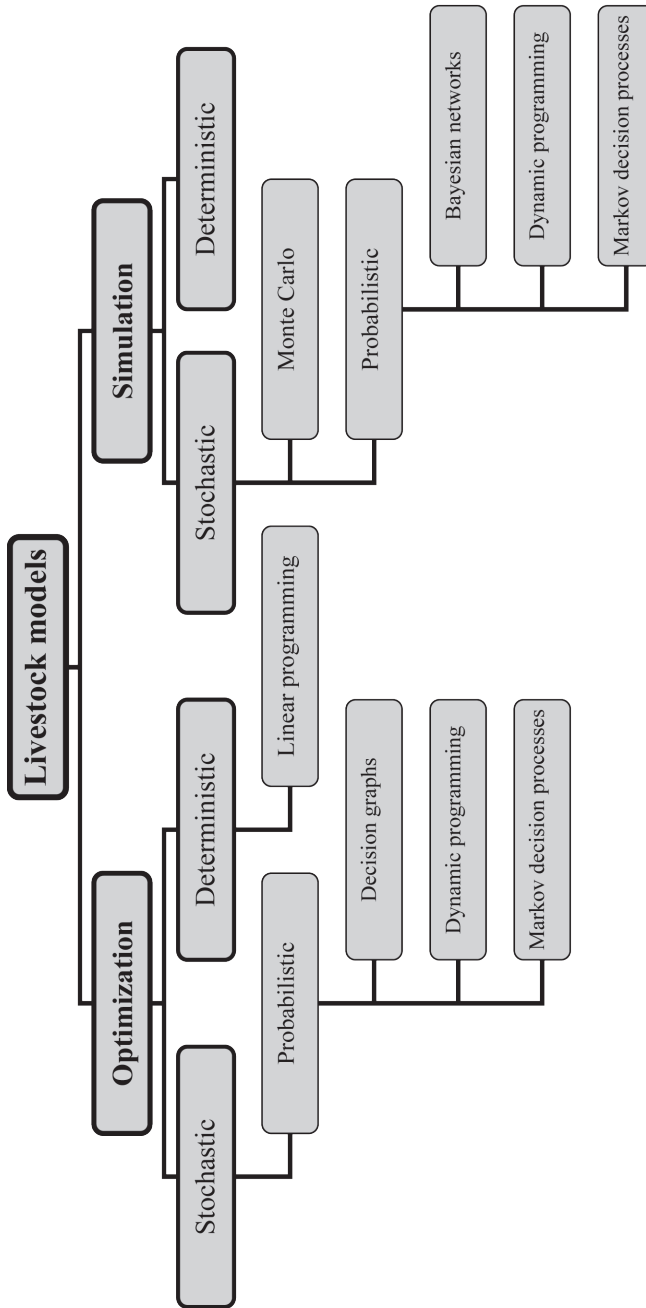 Livestock models
Optimization
Simulation
Stochastic
Deterministic
Stochastic
Deterministic
Probabilistic
Linear programming
Monte Carlo
Decision graphs
Probabilistic
Dynamic programming
Bayesian networks
Markov decision processes
Dynamic programming
Markov decision processes